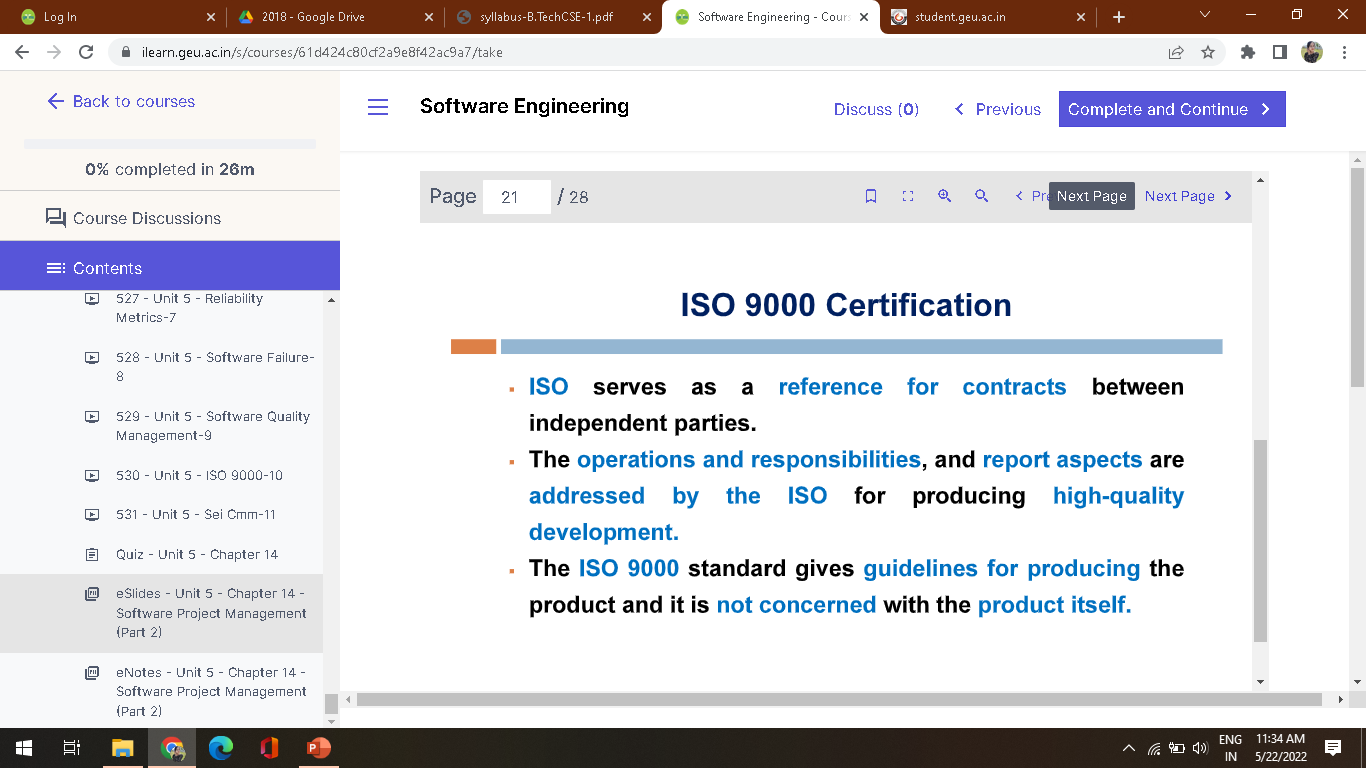 Log In
2018 - Google Drive
syllabus-B.TechCSE-1.pdf
Software Engineering - Cours
student.geu.ac.in
ilearn.geu.ac.in/s/courses/61d424c80cf2a9e8f42ac9a7/take
Back to courses
0% completed in 26m
Course Discussions
Contents
527 - Unit 5 - Reliability
Metrics-7
528 - Unit 5 - Software Failure-
8
529 - Unit 5 - Software Quality
Management-9
530 - Unit 5 - ISO 9000-10
531 - Unit 5 - Sei Cmm-11
Quiz - Unit 5 - Chapter 14
eSlides - Unit 5 - Chapter 14 -
Software Project Management
(Part 2)
eNotes - Unit 5 - Chapter 14 -
Software Project Management
(Part 2)
Software Engineering
Discuss (0)
Previous
Complete and Continue
Page 21 / 28
Pre
Next Page
Next Page
ISO 9000 Certification
ISO serves as a reference for contracts between
independent parties.
The operations and responsibilities, and report aspects are
addressed by the ISO for producing high-quality
development.
The ISO 9000 standard gives guidelines for producing the
product and it is not concerned with the product itself.
ENG
IN
11:34 AM
5/22/2022